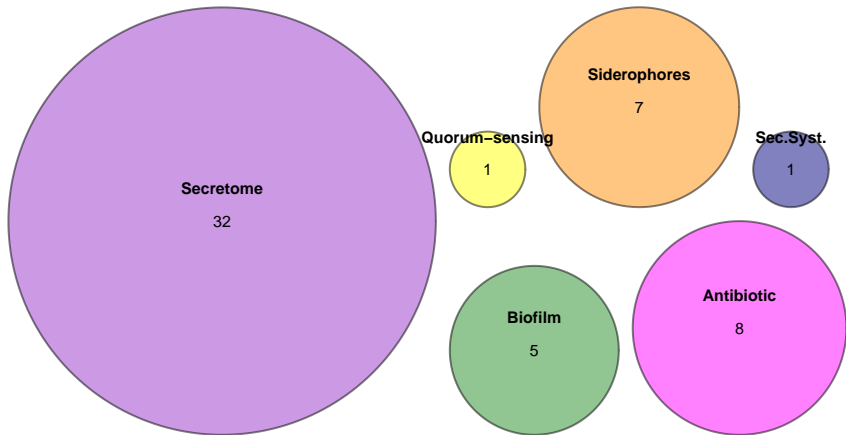 Secretome
32
Quorum−sensing
1
Siderophores
7
Sec.Syst.
1
Biofilm
5
Antibiotic
8